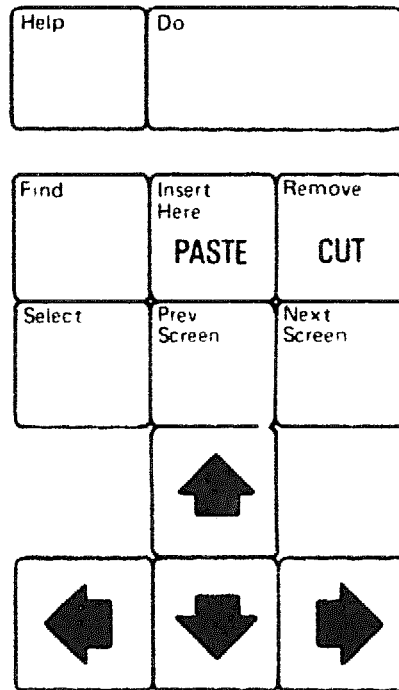 Help
Do
Find
Insert
Here
PASTE
Remove
CUT
Select
Prev
Screen
Next
Screen